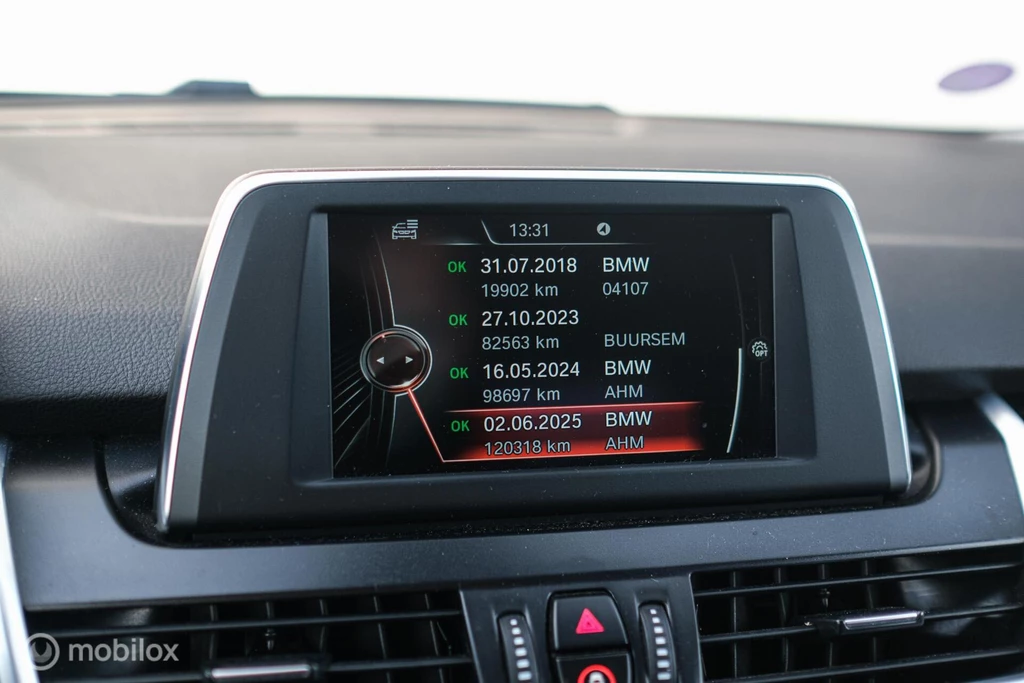 13:31
OK 31.07.2018 BMW
19902 km 04107
OK 27.10.2023
82563 km BUURSEM
OK 16.05.2024 BMW
98697 km AHM
OK 02.06.2025 BMW
120318 km AHM
OPT
mobilox